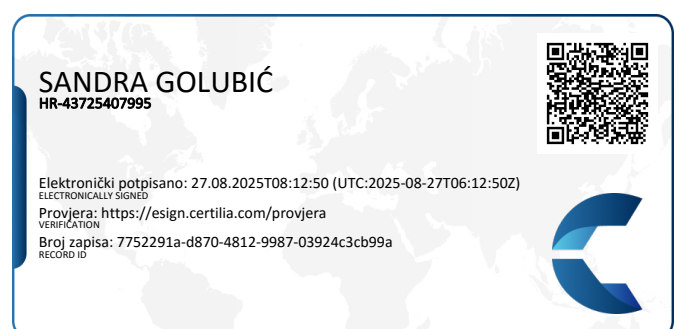 SANDRA GOLUBIĆ
HR-43725407995
Elektronički potpisano: 27.08.2025T08:12:50 (UTC:2025-08-27T06:12:50Z)
ELECTRONICALLY SIGNED
Provjera: https://esign.certilia.com/provjera
VERIFICATION
Broj zapisa: 7752291a-d870-4812-9987-03924c3cb99a
RECORD ID